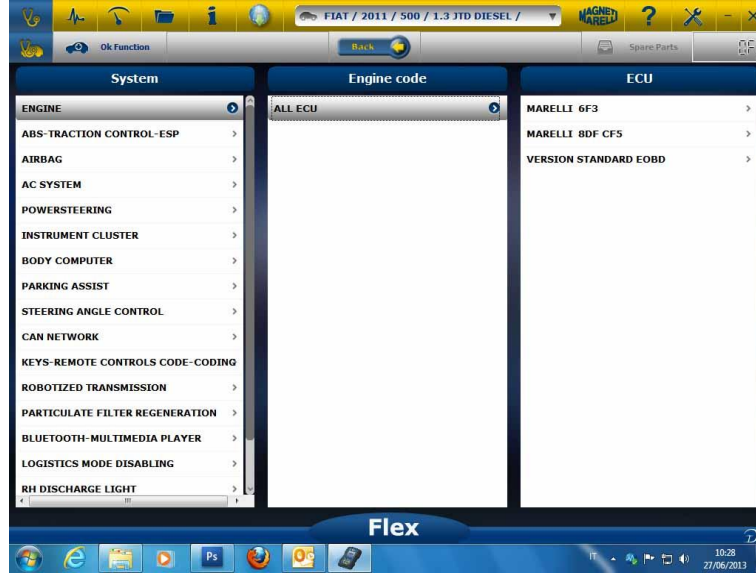 FIAT / 2011 / 500 / 1.3 JTD DIESEL /
MAGNETI
MARELLI
Ok Function
Back
Spare Parts
System
Engine code
ECU
ENGINE
ABS-TRACTION CONTROL-ESP
AIRBAG
AC SYSTEM
POWERSTEERING
INSTRUMENT CLUSTER
BODY COMPUTER
PARKING ASSIST
STEERING ANGLE CONTROL
CAN NETWORK
KEYS-REMOTE CONTROLS CODE-CODING
ROBOTIZED TRANSMISSION
PARTICULATE FILTER REGENERATION
BLUETOOTH-MULTIMEDIA PLAYER
LOGISTICS MODE DISABLING
RH DISCHARGE LIGHT
ALL ECU
MARELLI 6F3
MARELLI 8DF CF5
VERSION STANDARD EOBD
Flex
Ps
IT
10:28
27/06/2013